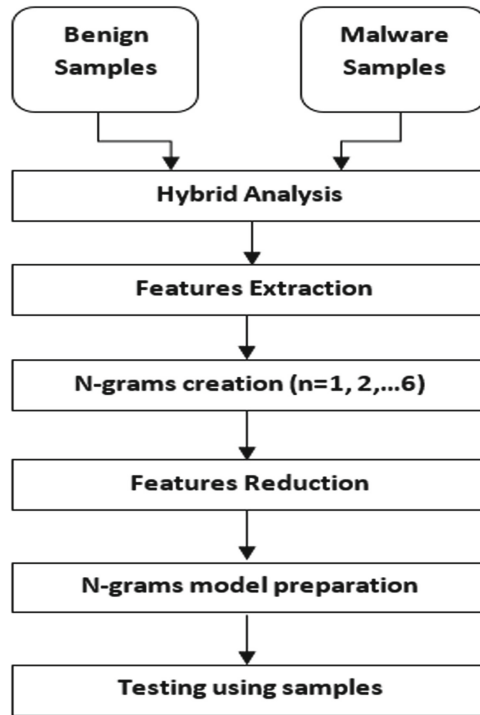 Benign
Samples
Malware
Samples
Hybrid Analysis
Features Extraction
N-grams creation (n=1, 2,...6)
Features Reduction
N-grams model preparation
Testing using samples